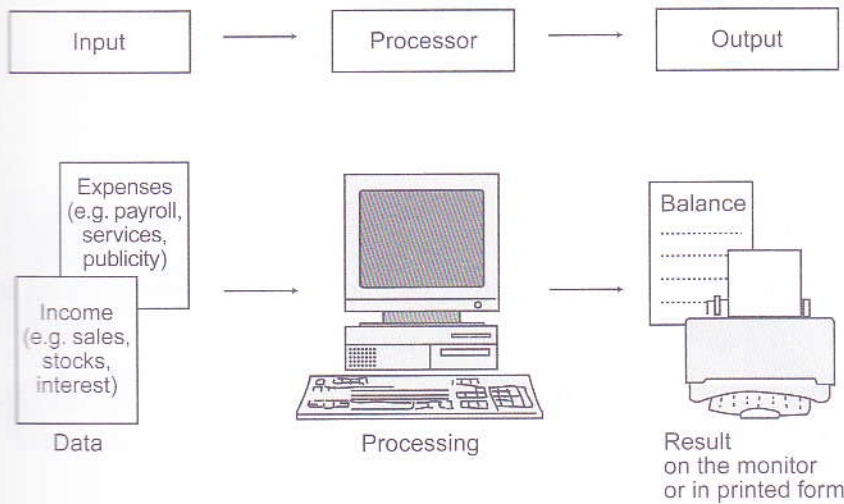 Input
Processor
Output
Expenses
(e.g. payroll,
services,
publicity)
Income
(e.g. sales,
stocks,
interest)
Balance
Data
Processing
Result
on the monitor
or in printed form